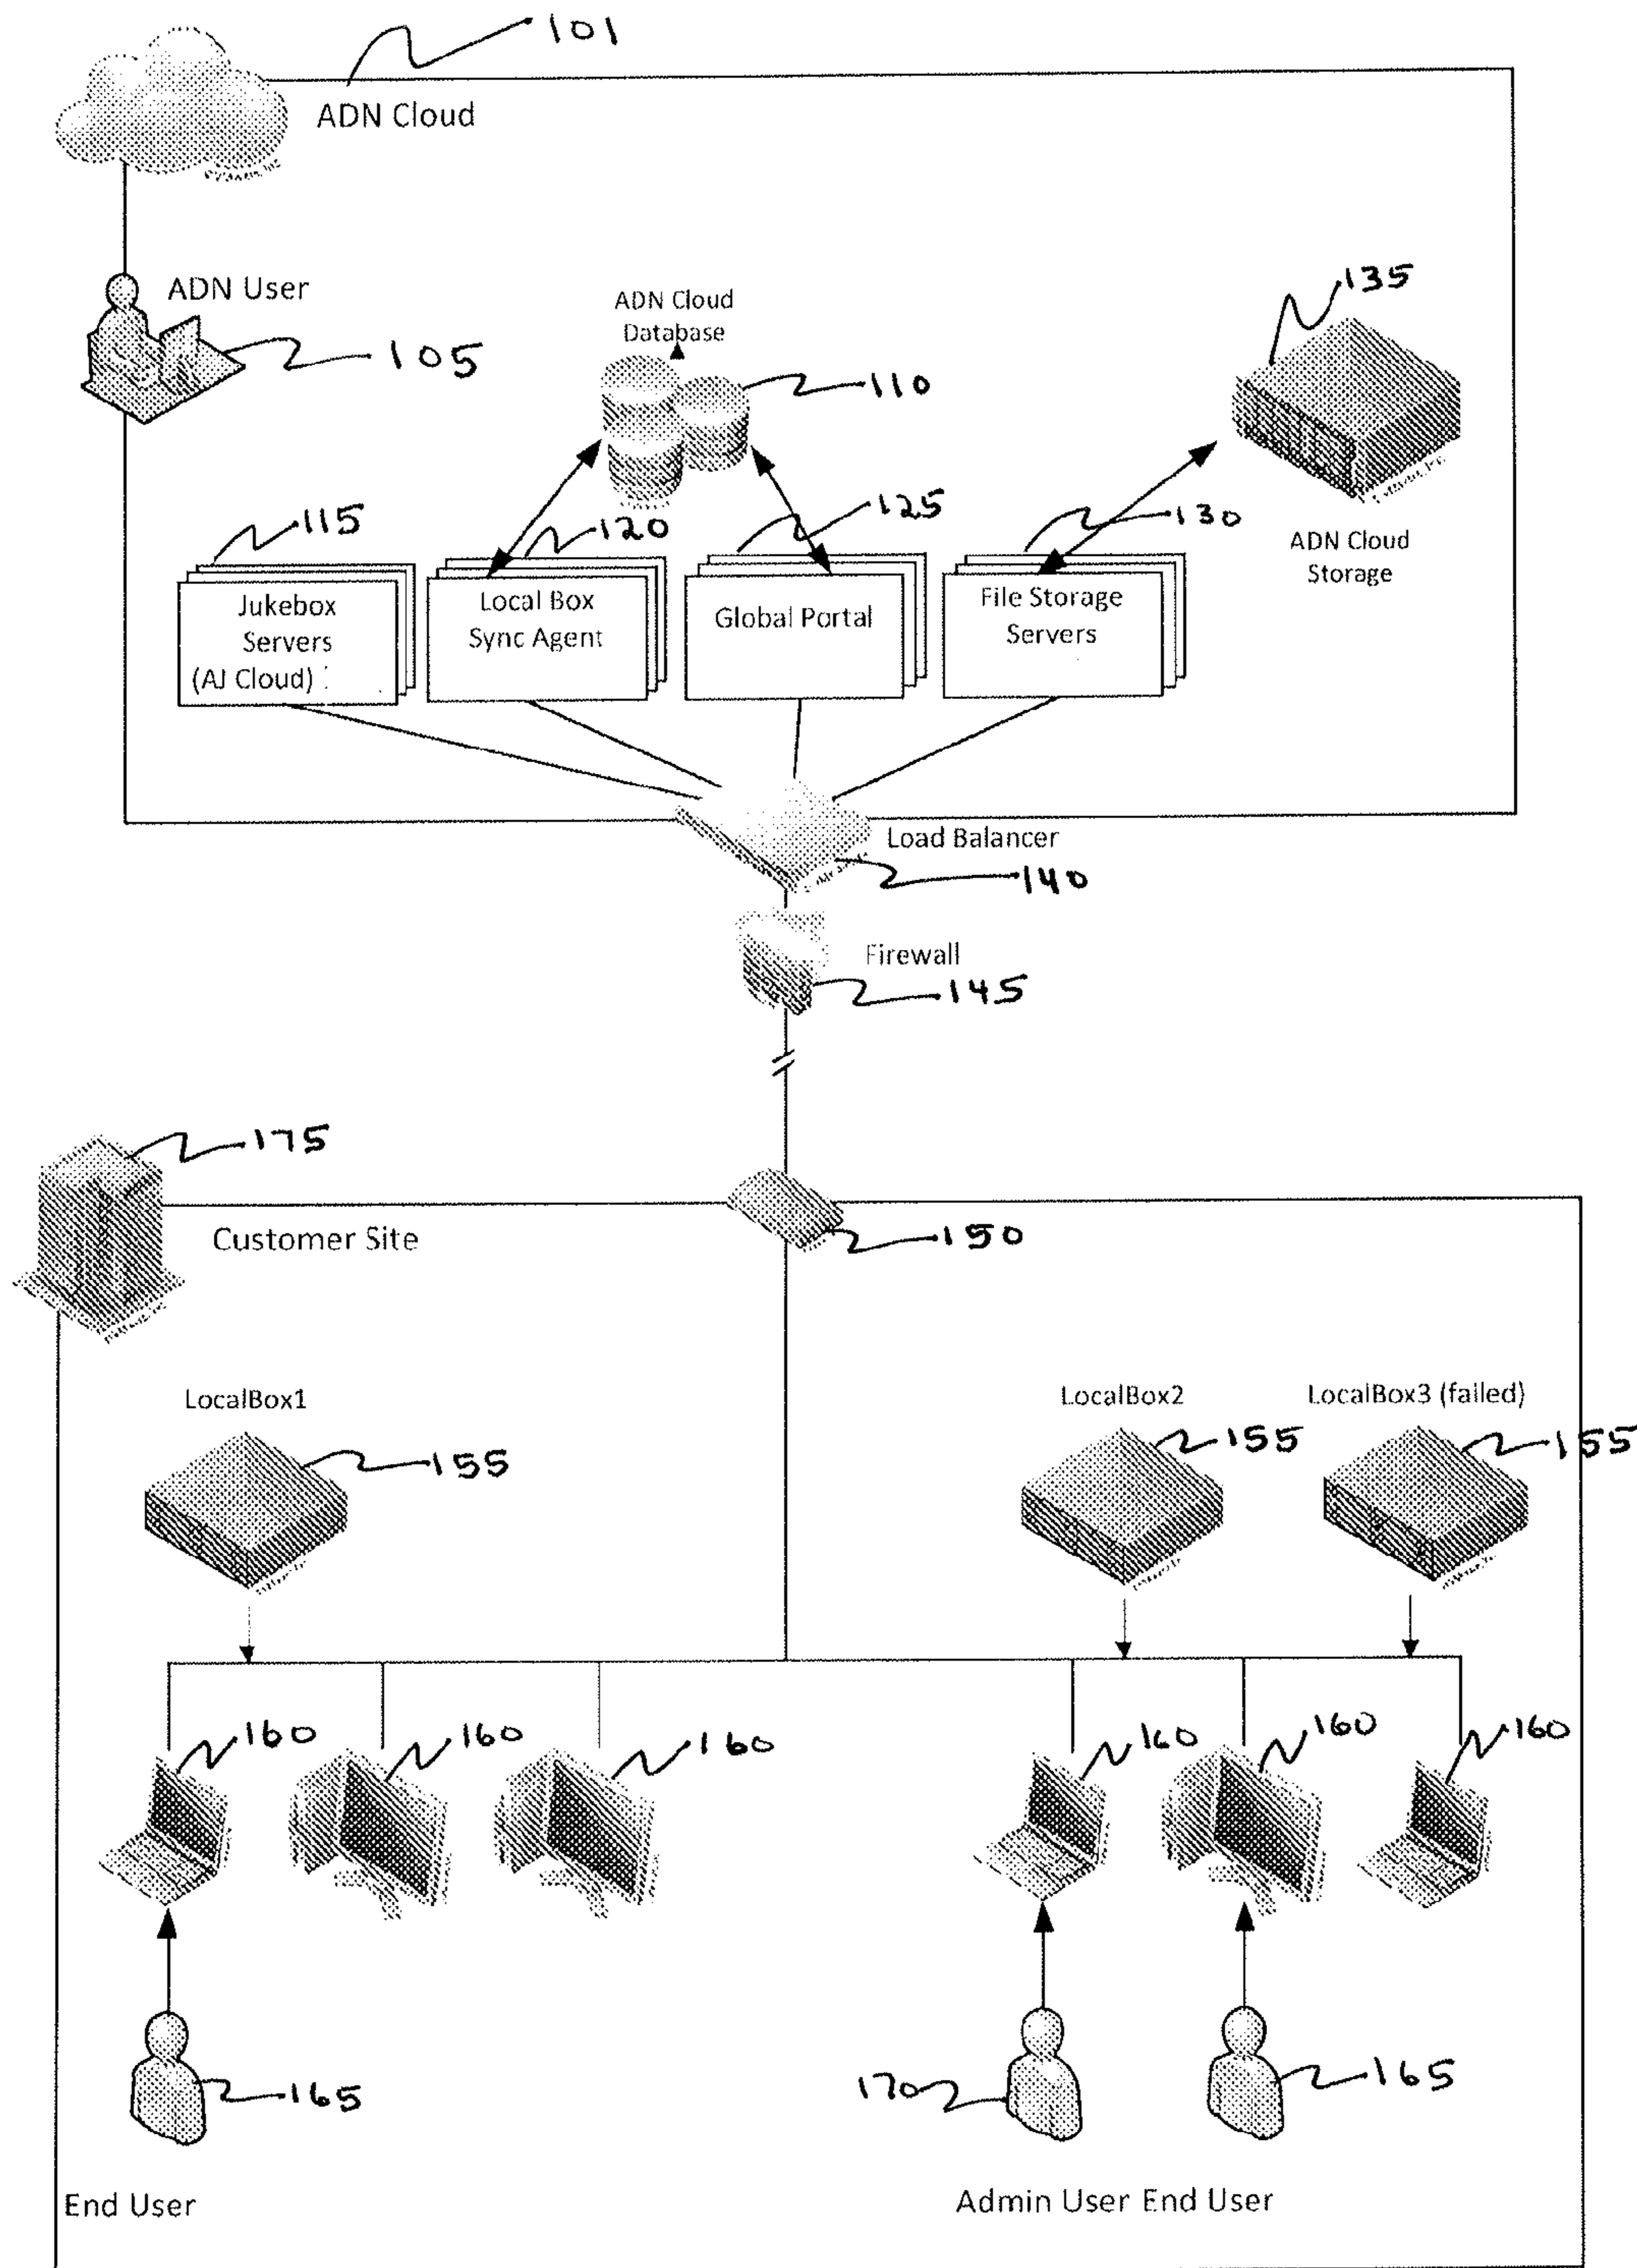 101
ADN Cloud
ADN User
105
ADN Cloud
Database
110
135
ADN Cloud
Storage
115
120
125
130
Jukebox
Servers
(AJ Cloud)
Local Box
Sync Agent
Global Portal
File Storage
Servers
Load Balancer
140
Firewall
145
175
Customer Site
150
LocalBox1
155
LocalBox2
155
LocalBox3 (failed)
155
160
160
160
160
160
160
165
170
165
End User
Admin User End User